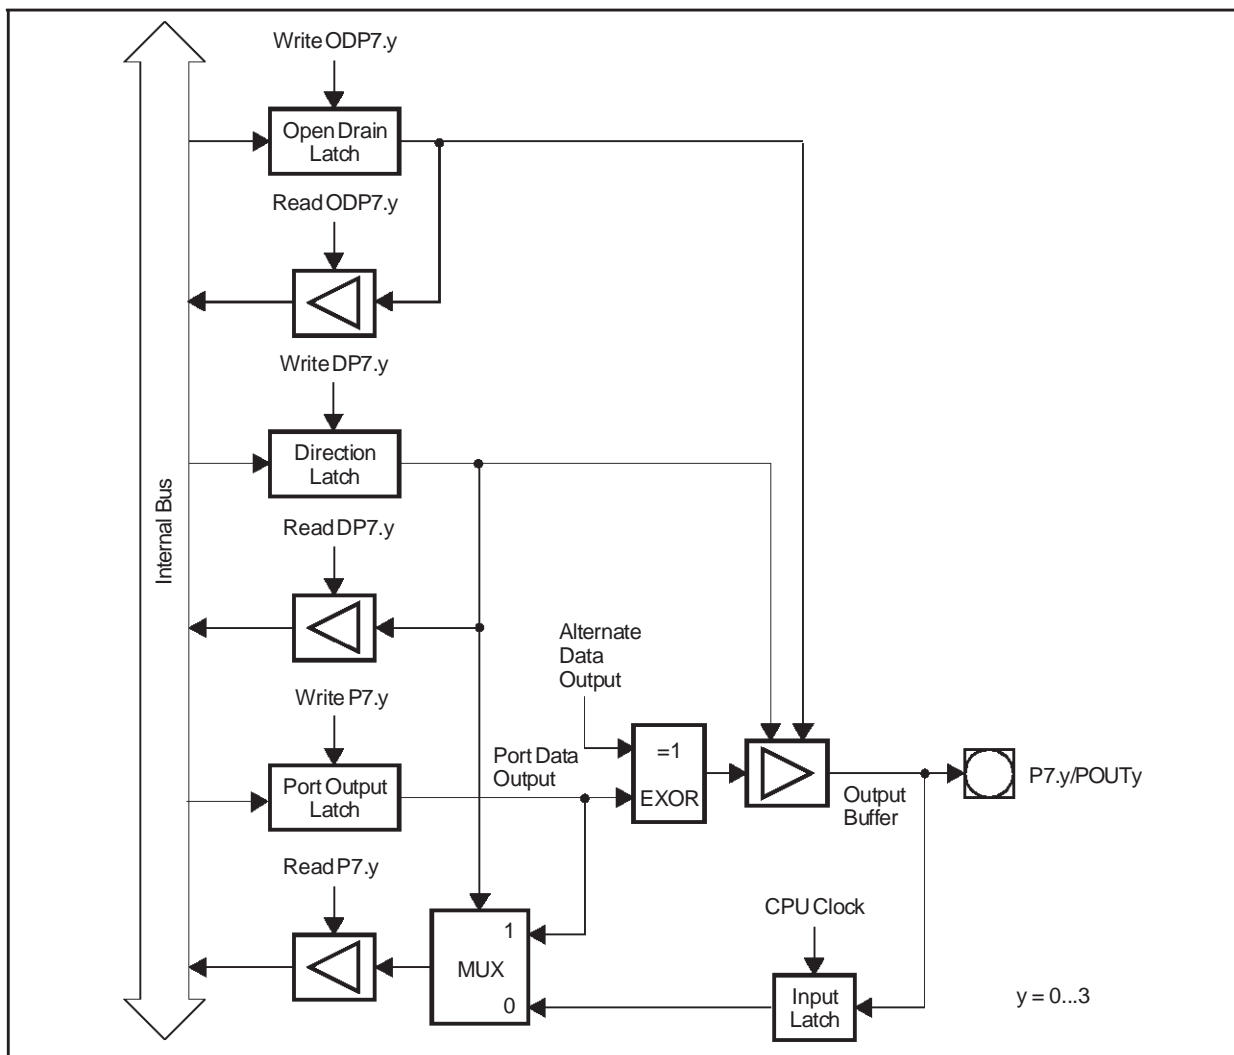 Write ODP7.y
Open Drain
Latch
Read ODP7.y
Write DP7.y
Direction
Latch
Internal Bus
Read DP7.y
Alternate
Data
Output
Write P7.y
Port Data
Output
=1
EXOR
Port Output
Latch
Output
Buffer
P7.y/POUTy
Read P7.y
CPU Clock
1
MUX
0
Input
Latch
y = 0...3